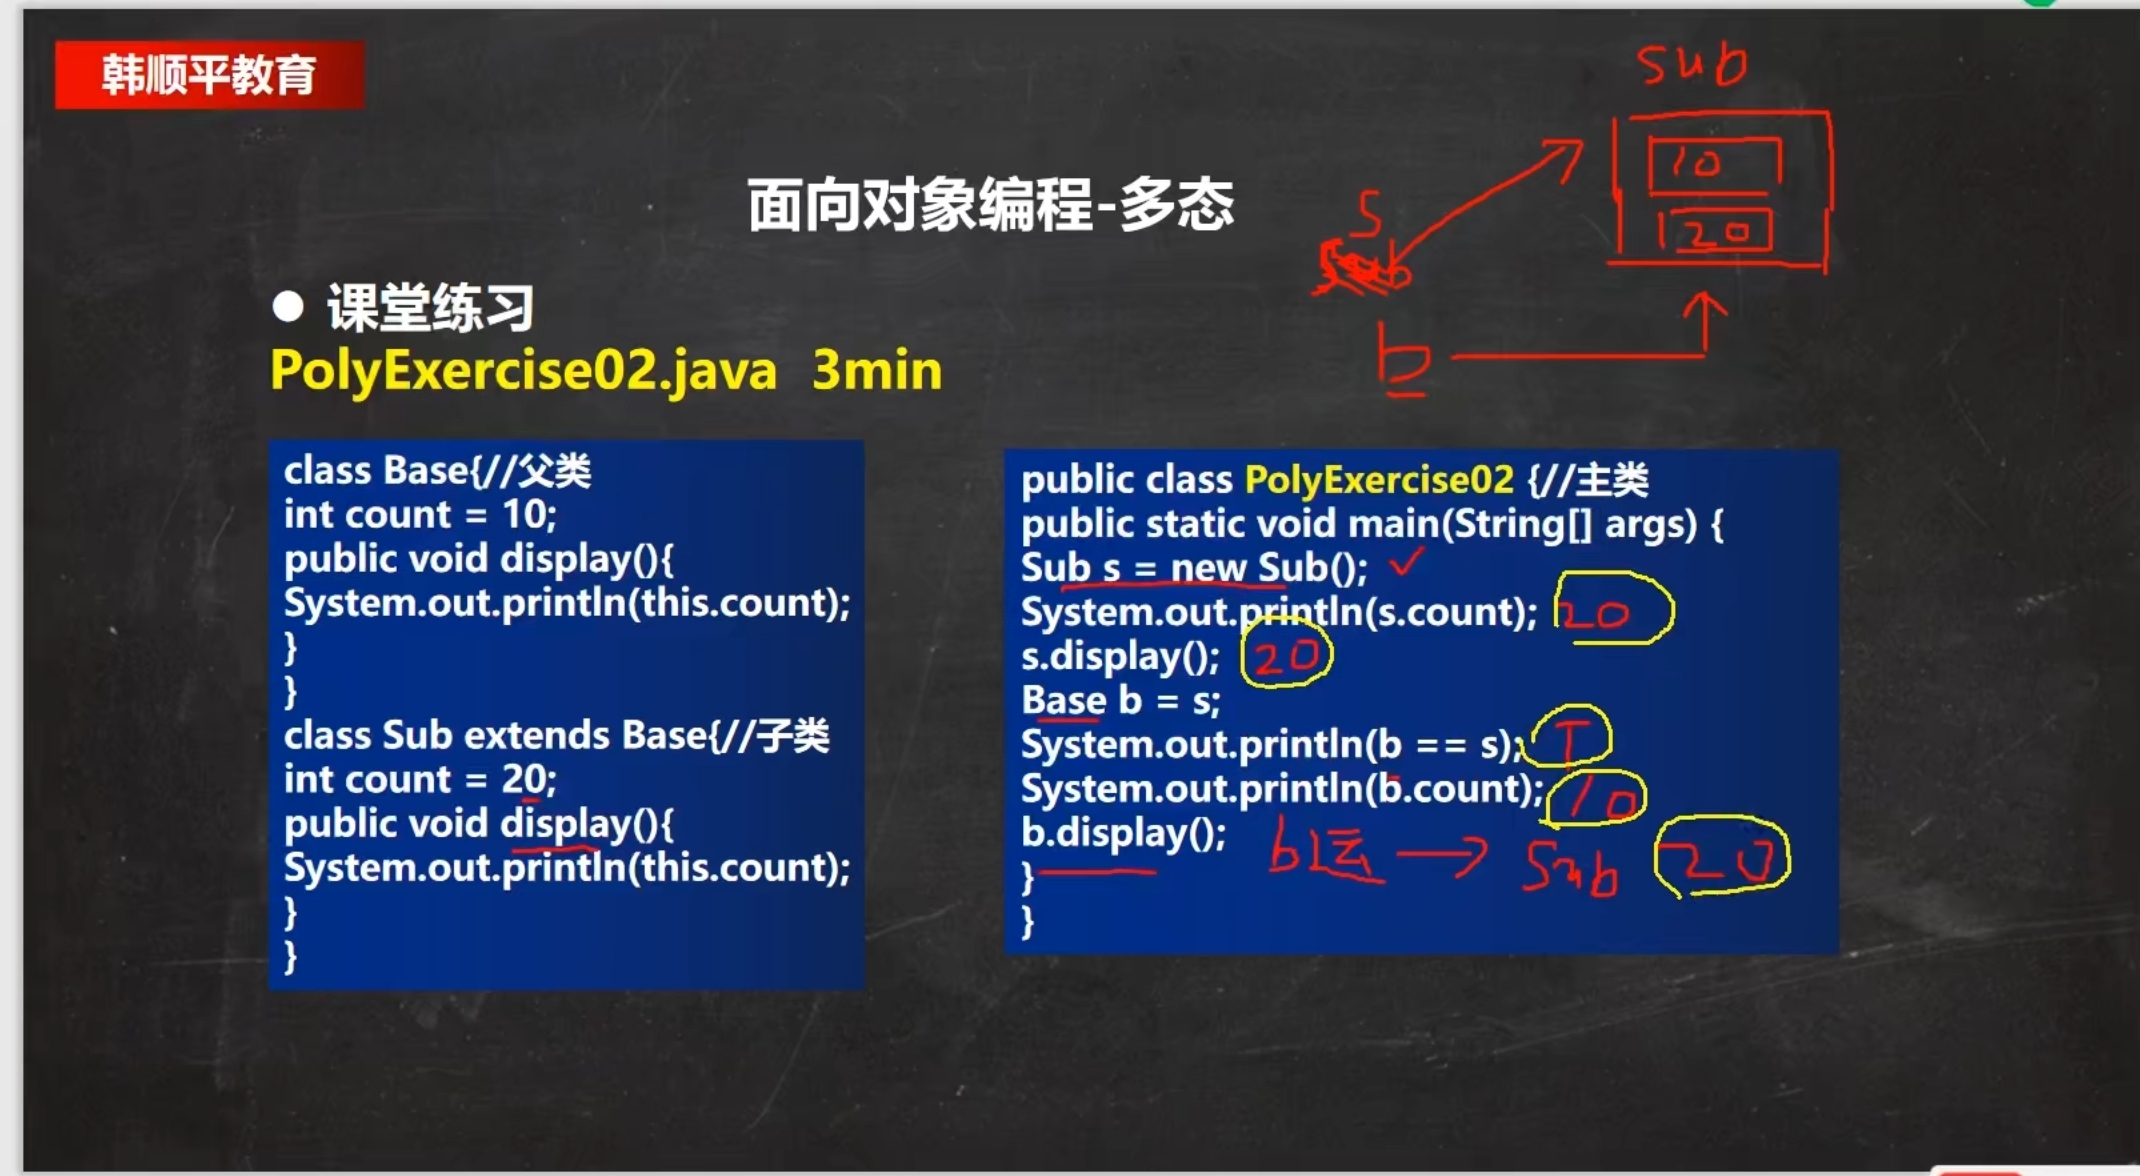 韩顺平教育
面向对象编程-多态
● 课堂练习
PolyExercise02.java 3min
sub
10
20
S
b
class Base{//父类
int count = 10;
public void display(){
System.out.println(this.count);
}
}
class Sub extends Base{//子类
int count = 20;
public void display(){
System.out.println(this.count);
}
}
public class PolyExercise02 {//主类
public static void main(String[] args) {
Sub s = new Sub();
System.out.println(s.count); 20
s.display(); 20
Base b = s;
System.out.println(b == s); T
System.out.println(b.count); 10
b.display(); b运 → Sub 20
}
}